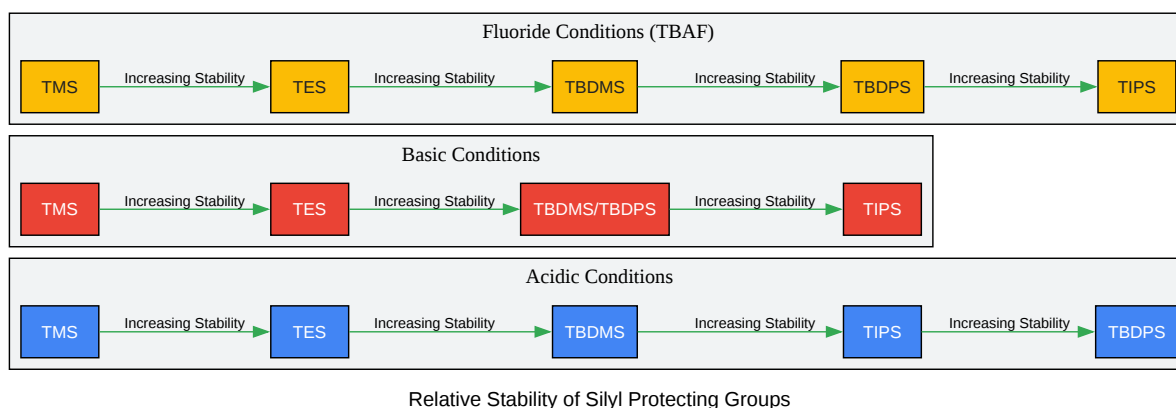 Fluoride Conditions (TBAF)
TMS Increasing Stability TES Increasing Stability TBDMS Increasing Stability TBDPS Increasing Stability TIPS
Basic Conditions
TMS Increasing Stability TES Increasing Stability TBDMS/TBDPS Increasing Stability TIPS
Acidic Conditions
TMS Increasing Stability TES Increasing Stability TBDMS Increasing Stability TIPS Increasing Stability TBDPS
Relative Stability of Silyl Protecting Groups